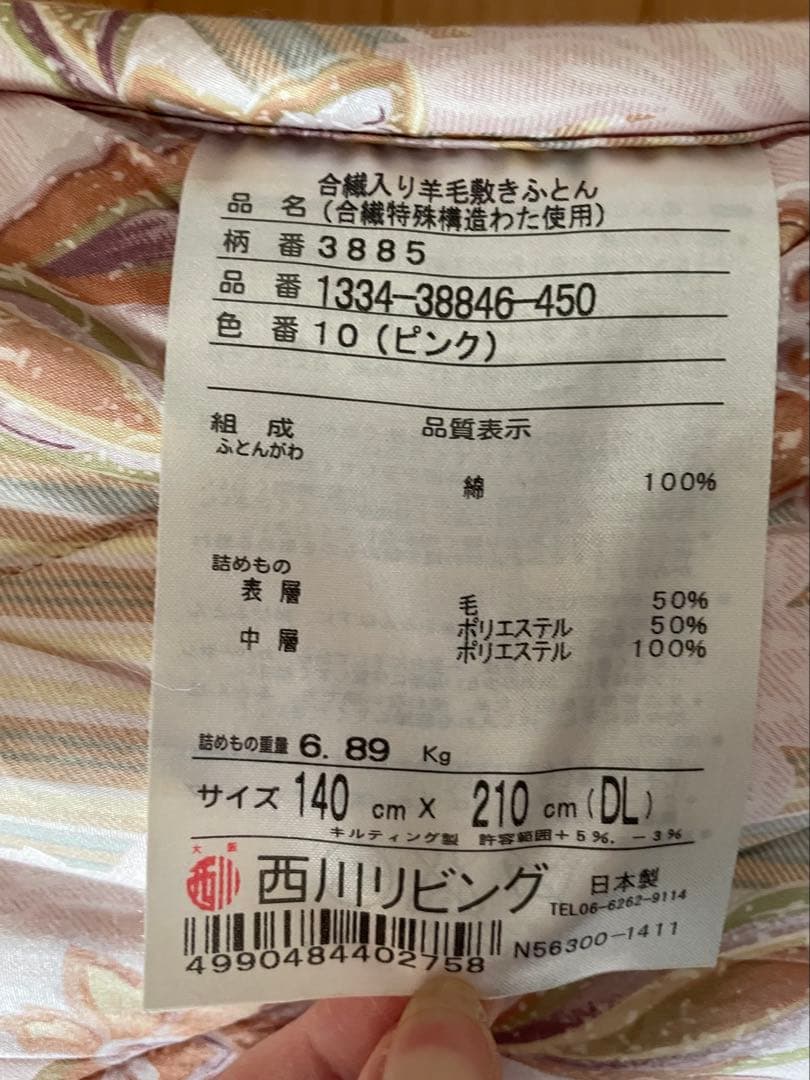 品名 合繊入り羊毛敷きふとん
(合繊特殊構造わた使用)
柄番 3885
品番 1334-38846-450
色番 10(ピンク)
組成 品質表示
ふとんがわ
綿 100%
詰めもの
表層 毛 50%
ポリエステル 50%
中層 ポリエステル 100%
詰めもの重量 6.89 Kg
サイズ 140 cm X 210 cm(DL)
キルティング製 許容範囲+5%.-3%
大阪
西川 西川リビング 日本製
TEL06-6262-9114
4990484402758 N56300-1411